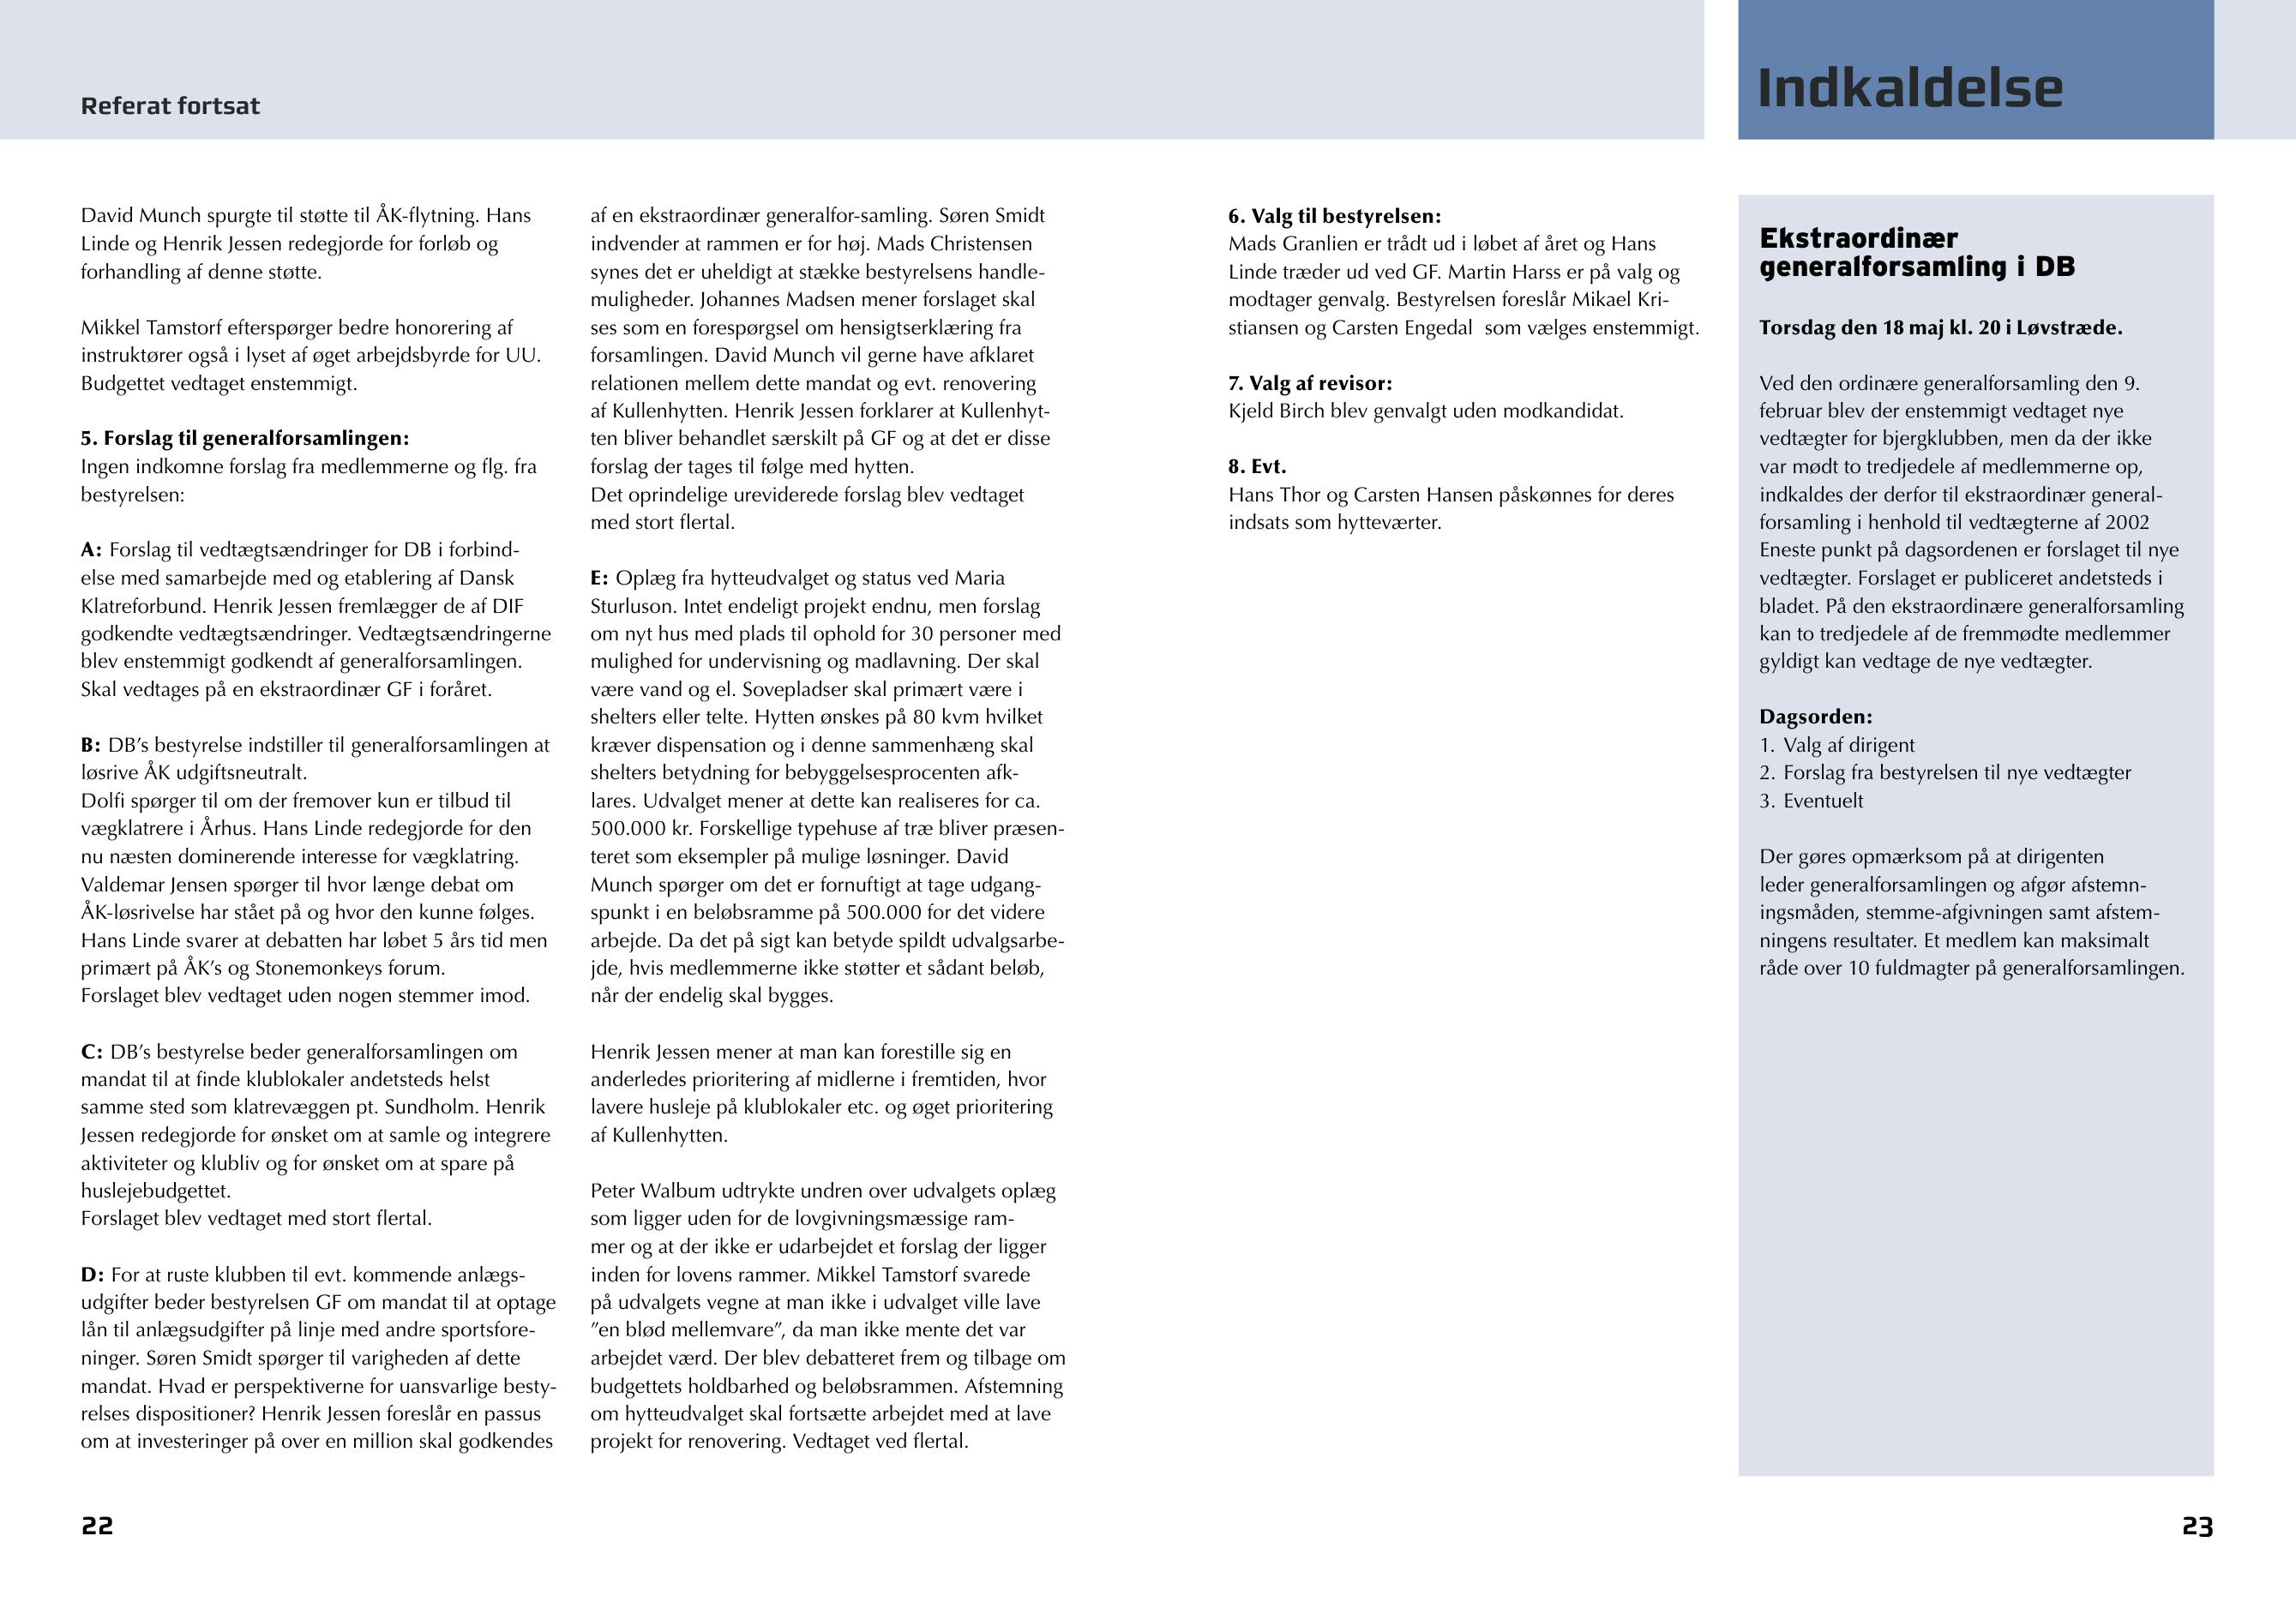 Referat fortsat
David Munch spurgte til støtte til ÅK-flytning. Hans
Linde og Henrik Jessen redegjorde for forløb og
forhandling af denne støtte.
Mikkel Tamstorf efterspørger bedre honorering af
instruktører også i lyset af øget arbejdsbyrde for UU.
Budgettet vedtaget enstemmigt.
5. Forslag til generalforsamlingen:
Ingen indkomne forslag fra medlemmerne og flg. fra
bestyrelsen:
A: Forslag til vedtægtsændringer for DB i forbind-
else med samarbejde med og etablering af Dansk
Klatreforbund. Henrik Jessen fremlægger de af DIF
godkendte vedtægtsændringer. Vedtægtsændringerne
blev enstemmigt godkendt af generalforsamlingen.
Skal vedtages på en ekstraordinær GF i foråret.
B: DB’s bestyrelse indstiller til generalforsamlingen at
løsrive ÅK udgiftsneutralt.
Dolfi spørger til om der fremover kun er tilbud til
vægklatrere i Århus. Hans Linde redegjorde for den
nu næsten dominerende interesse for vægklatring.
Valdemar Jensen spørger til hvor længe debat om
ÅK-løsrivelse har stået på og hvor den kunne følges.
Hans Linde svarer at debatten har løbet 5 års tid men
primært på ÅK’s og Stonemonkeys forum.
Forslaget blev vedtaget uden nogen stemmer imod.
C: DB’s bestyrelse beder generalforsamlingen om
mandat til at finde klublokaler andetsteds helst
samme sted som klatrevæggen pt. Sundholm. Henrik
Jessen redegjorde for ønsket om at samle og integrere
aktiviteter og klubliv og for ønsket om at spare på
huslejebudgettet.
Forslaget blev vedtaget med stort flertal.
D: For at ruste klubben til evt. kommende anlægs-
udgifter beder bestyrelsen GF om mandat til at optage
lån til anlægsudgifter på linje med andre sportsfore-
ninger. Søren Smidt spørger til varigheden af dette
mandat. Hvad er perspektiverne for uansvarlige besty-
relses dispositioner? Henrik Jessen foreslår en passus
om at investeringer på over en million skal godkendes
af en ekstraordinær generalfor-samling. Søren Smidt
indvender at rammen er for høj. Mads Christensen
synes det er uheldigt at stække bestyrelsens handle-
muligheder. Johannes Madsen mener forslaget skal
ses som en forespørgsel om hensigtserklæring fra
forsamlingen. David Munch vil gerne have afklaret
relationen mellem dette mandat og evt. renovering
af Kullenhytten. Henrik Jessen forklarer at Kullenhyt-
ten bliver behandlet særskilt på GF og at det er disse
forslag der tages til følge med hytten.
Det oprindelige ureviderede forslag blev vedtaget
med stort flertal.
E: Oplæg fra hytteudvalget og status ved Maria
Sturluson. Intet endeligt projekt endnu, men forslag
om nyt hus med plads til ophold for 30 personer med
mulighed for undervisning og madlavning. Der skal
være vand og el. Sovepladser skal primært være i
shelters eller telte. Hytten ønskes på 80 kvm hvilket
kræver dispensation og i denne sammenhæng skal
shelters betydning for bebyggelsesprocenten afk-
lares. Udvalget mener at dette kan realiseres for ca.
500.000 kr. Forskellige typehuse af træ bliver præsen-
teret som eksempler på mulige løsninger. David
Munch spørger om det er fornuftigt at tage udgang-
spunkt i en beløbsramme på 500.000 for det videre
arbejde. Da det på sigt kan betyde spildt udvalgsarbe-
jde, hvis medlemmerne ikke støtter et sådant beløb,
når der endelig skal bygges.
Henrik Jessen mener at man kan forestille sig en
anderledes prioritering af midlerne i fremtiden, hvor
lavere husleje på klublokaler etc. og øget prioritering
af Kullenhytten.
Peter Walbum udtrykte undren over udvalgets oplæg
som ligger uden for de lovgivningsmæssige ram-
mer og at der ikke er udarbejdet et forslag der ligger
inden for lovens rammer. Mikkel Tamstorf svarede
på udvalgets vegne at man ikke i udvalget ville lave
”en blød mellemvare”, da man ikke mente det var
arbejdet værd. Der blev debatteret frem og tilbage om
budgettets holdbarhed og beløbsrammen. Afstemning
om hytteudvalget skal fortsætte arbejdet med at lave
projekt for renovering. Vedtaget ved flertal.
22
6. Valg til bestyrelsen:
Mads Granlien er trådt ud i løbet af året og Hans
Linde træder ud ved GF. Martin Harss er på valg og
modtager genvalg. Bestyrelsen foreslår Mikael Kri-
stiansen og Carsten Engedal som vælges enstemmigt.
7. Valg af revisor:
Kjeld Birch blev genvalgt uden modkandidat.
8. Evt.
Hans Thor og Carsten Hansen påskønnes for deres
indsats som hytteværter.
Indkaldelse
Ekstraordinær
generalforsamling i DB
Torsdag den 18 maj kl. 20 i Løvstræde.
Ved den ordinære generalforsamling den 9.
februar blev der enstemmigt vedtaget nye
vedtægter for bjergklubben, men da der ikke
var mødt to tredjedele af medlemmerne op,
indkaldes der derfor til ekstraordinær general-
forsamling i henhold til vedtægterne af 2002
Eneste punkt på dagsordenen er forslaget til nye
vedtægter. Forslaget er publiceret andetsteds i
bladet. På den ekstraordinære generalforsamling
kan to tredjedele af de fremmødte medlemmer
gyldigt kan vedtage de nye vedtægter.
Dagsorden:
1. Valg af dirigent
2. Forslag fra bestyrelsen til nye vedtægter
3. Eventuelt
Der gøres opmærksom på at dirigenten
leder generalforsamlingen og afgør afstemn-
ingsmåden, stemme-afgivningen samt afstem-
ningens resultater. Et medlem kan maksimalt
råde over 10 fuldmagter på generalforsamlingen.
23